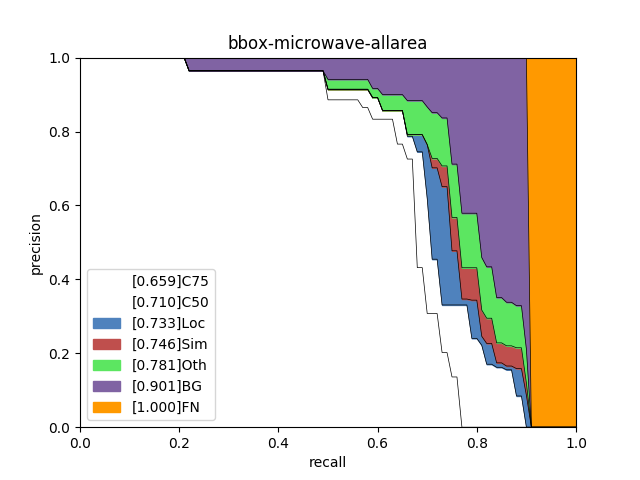 bbox-microwave-allarea
1.0
0.8
0.6
0.4
0.2
0.0
precision
[0.659]C75
[0.710]C50
[0.733]Loc
[0.746]Sim
[0.781]Oth
[0.901]BG
[1.000]FN
0.0 0.2 0.4 0.6 0.8 1.0
recall